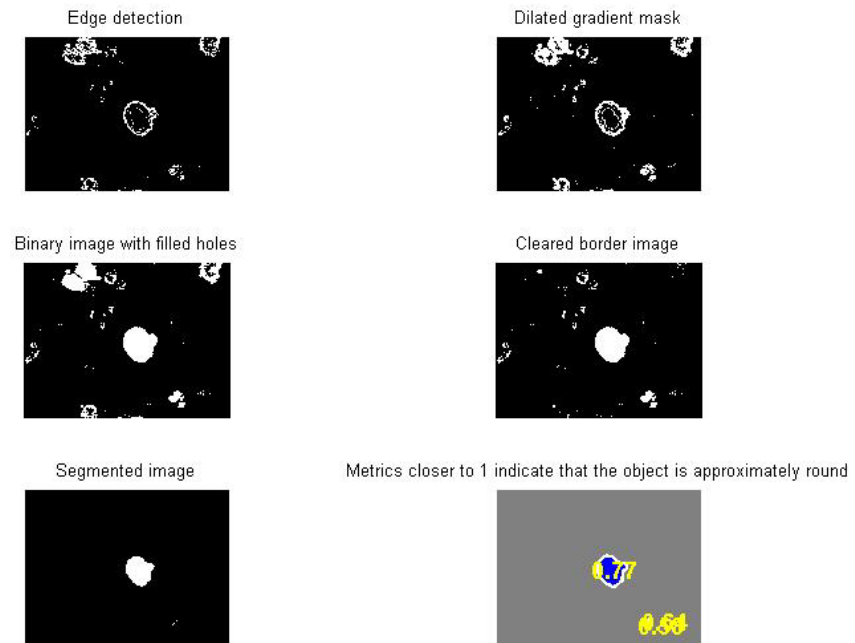 Edge detection
Dilated gradient mask
Binary image with filled holes
Cleared border image
Segmented image
Metrics closer to 1 indicate that the object is approximately round
0.77